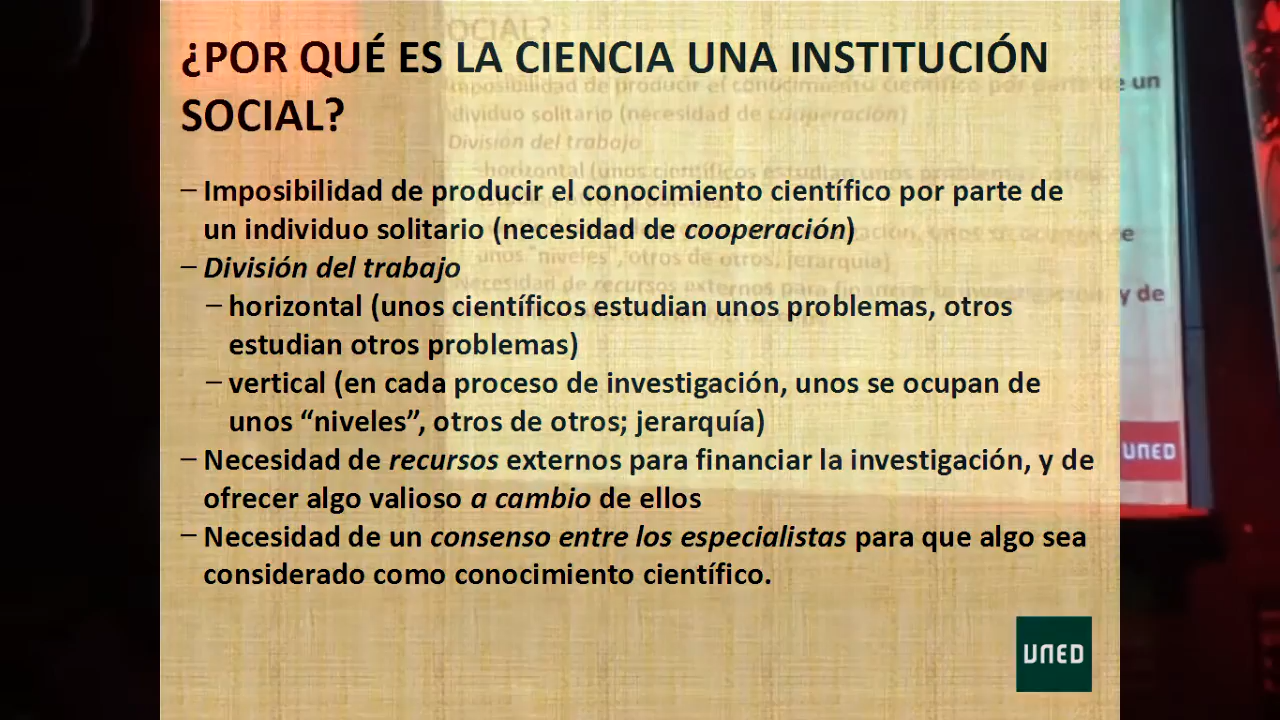 ¿POR QUÉ ES LA CIENCIA UNA INSTITUCIÓN
SOCIAL?
– Imposibilidad de producir el conocimiento científico por parte de
un individuo solitario (necesidad de cooperación)
– División del trabajo
– horizontal (unos científicos estudian unos problemas, otros
estudian otros problemas)
– vertical (en cada proceso de investigación, unos se ocupan de
unos “niveles”, otros de otros; jerarquía)
– Necesidad de recursos externos para financiar la investigación, y de
ofrecer algo valioso a cambio de ellos
– Necesidad de un consenso entre los especialistas para que algo sea
considerado como conocimiento científico.
UNED
UNED